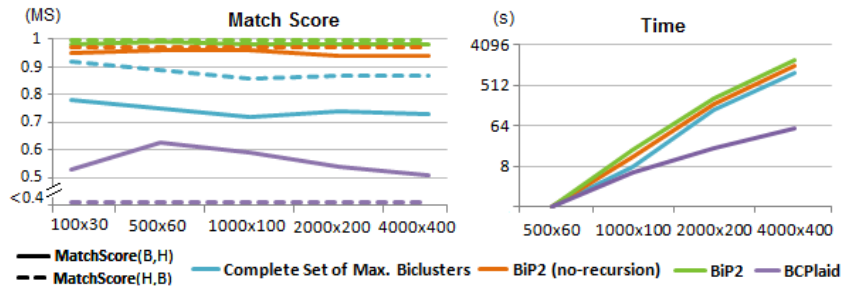 (MS)
Match Score
1
0.9
0.8
0.7
0.6
0.5
<0.4
100x30 500x60 1000x100 2000x200 4000x400
(s)
Time
4096
512
64
8
500x60 1000x100 2000x200 4000x400
MatchScore(B,H)
MatchScore(H,B)
Complete Set of Max. Biclusters
BiP2 (no-recursion)
BiP2
BCPlaid